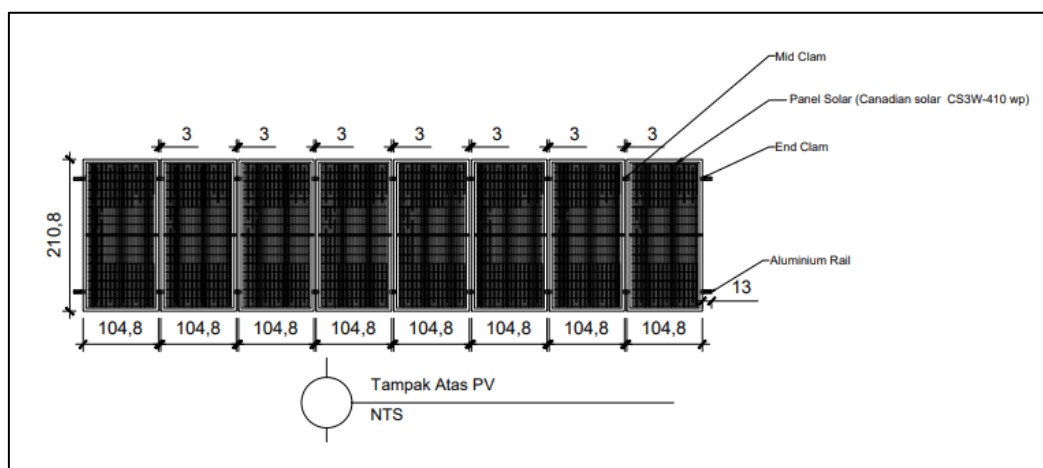 Mid Clam
Panel Solar (Canadian solar CS3W-410 wp)
3 3 3 3 3 3 3
End Clam
210,8
Aluminium Rail
13
104,8 104,8 104,8 104,8 104,8 104,8 104,8 104,8
Tampak Atas PV
NTS